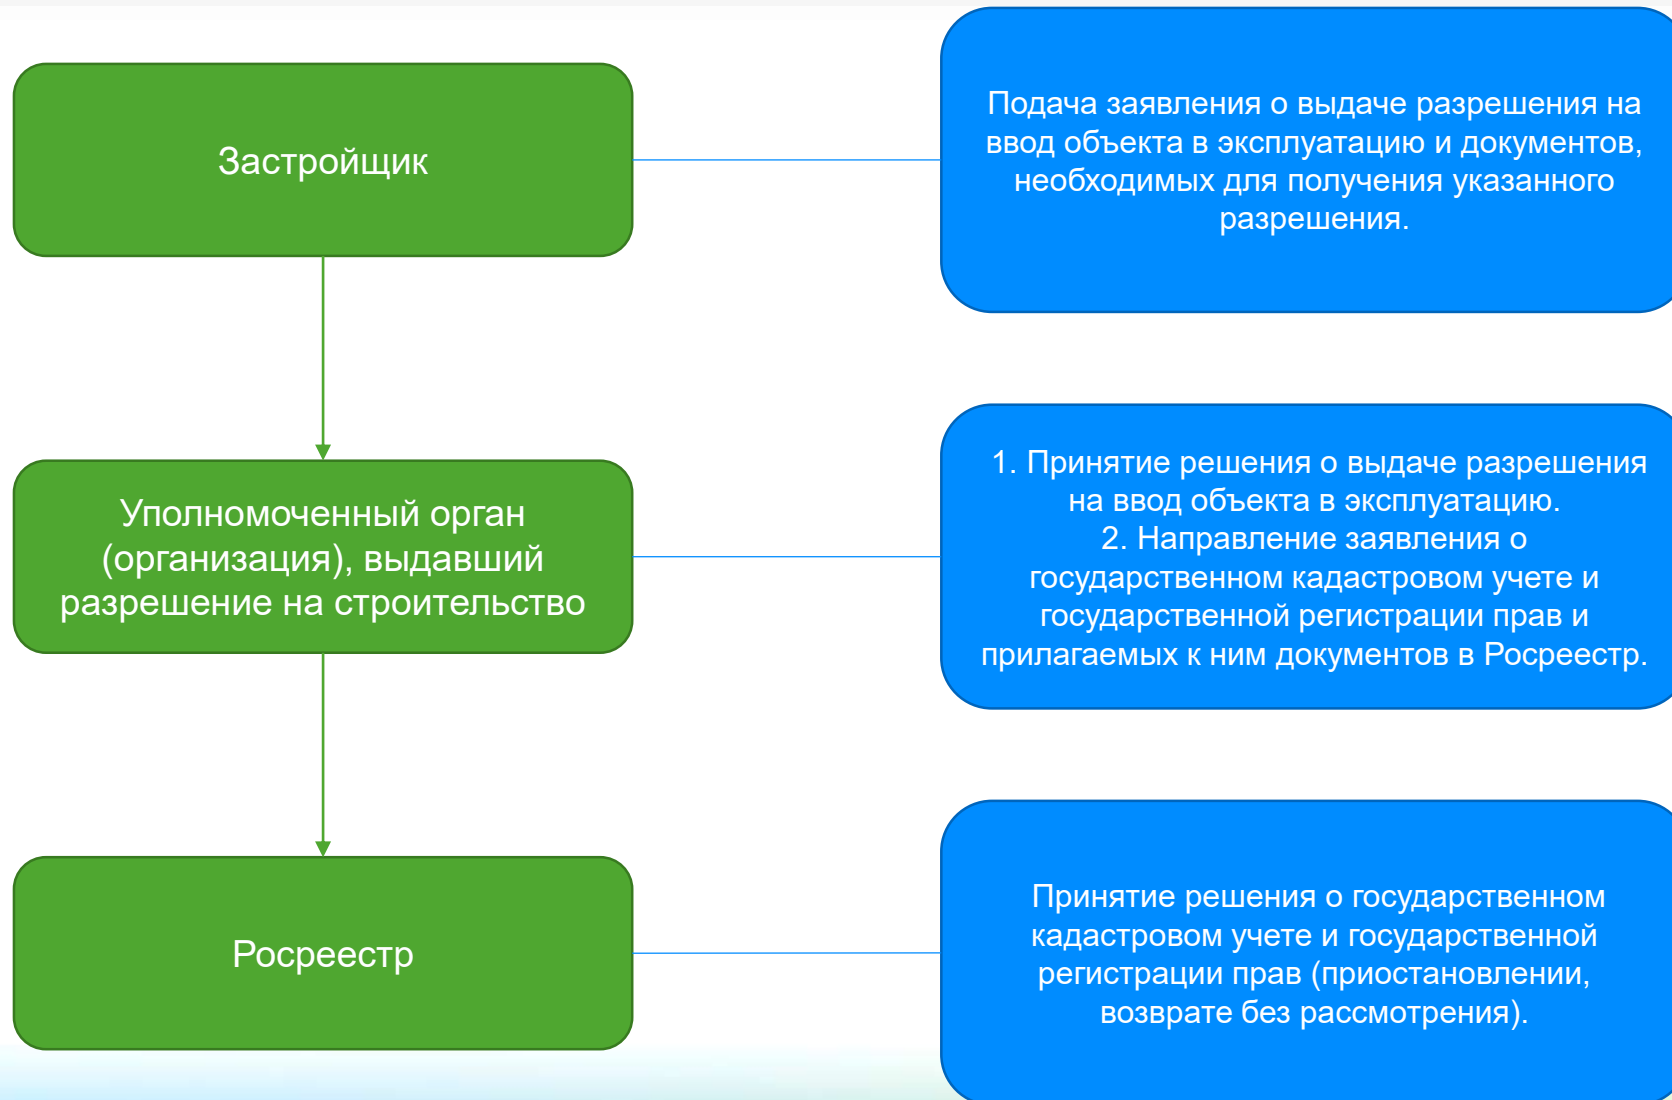 Застройщик
Подача заявления о выдаче разрешения на
ввод объекта в эксплуатацию и документов,
необходимых для получения указанного
разрешения.
Уполномоченный орган
(организация), выдавший
разрешение на строительство
1. Принятие решения о выдаче разрешения
на ввод объекта в эксплуатацию.
2. Направление заявления о
государственном кадастровом учете и
государственной регистрации прав и
прилагаемых к ним документов в Росреестр.
Росреестр
Принятие решения о государственном
кадастровом учете и государственной
регистрации прав (приостановлении,
возврате без рассмотрения).